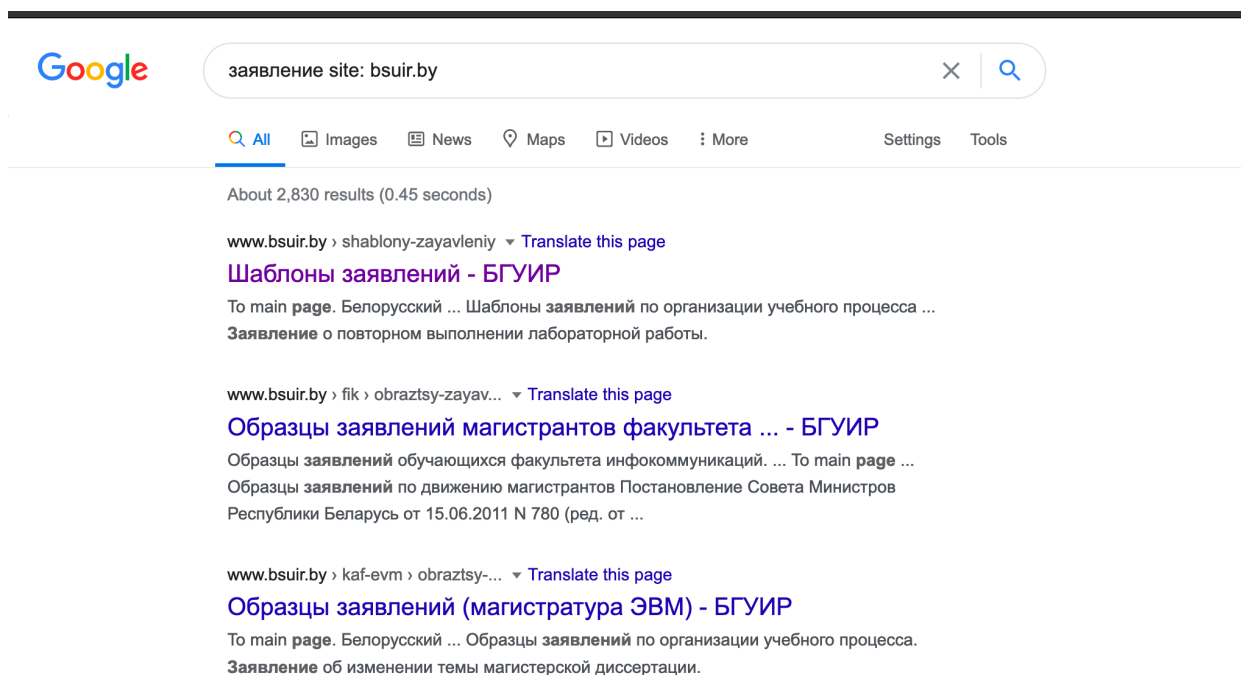 Google
заявление site: bsuir.by
All Images News Maps Videos More Settings Tools
About 2,830 results (0.45 seconds)
www.bsuir.by › shablony-zayavleniy Translate this page
Шаблоны заявлений - БГУИР
To main page. Белорусский ... Шаблоны заявлений по организации учебного процесса ...
Заявление о повторном выполнении лабораторной работы.
www.bsuir.by › fik › obraztsy-zayav... Translate this page
Образцы заявлений магистрантов факультета ... - БГУИР
Образцы заявлений обучающихся факультета инфокоммуникаций. ... To main page ...
Образцы заявлений по движению магистрантов Постановление Совета Министров
Республики Беларусь от 15.06.2011 N 780 (ред. от ...
www.bsuir.by › kaf-evm › obraztsy-... Translate this page
Образцы заявлений (магистратура ЭВМ) - БГУИР
To main page. Белорусский ... Образцы заявлений по организации учебного процесса.
Заявление об изменении темы магистерской диссертации.